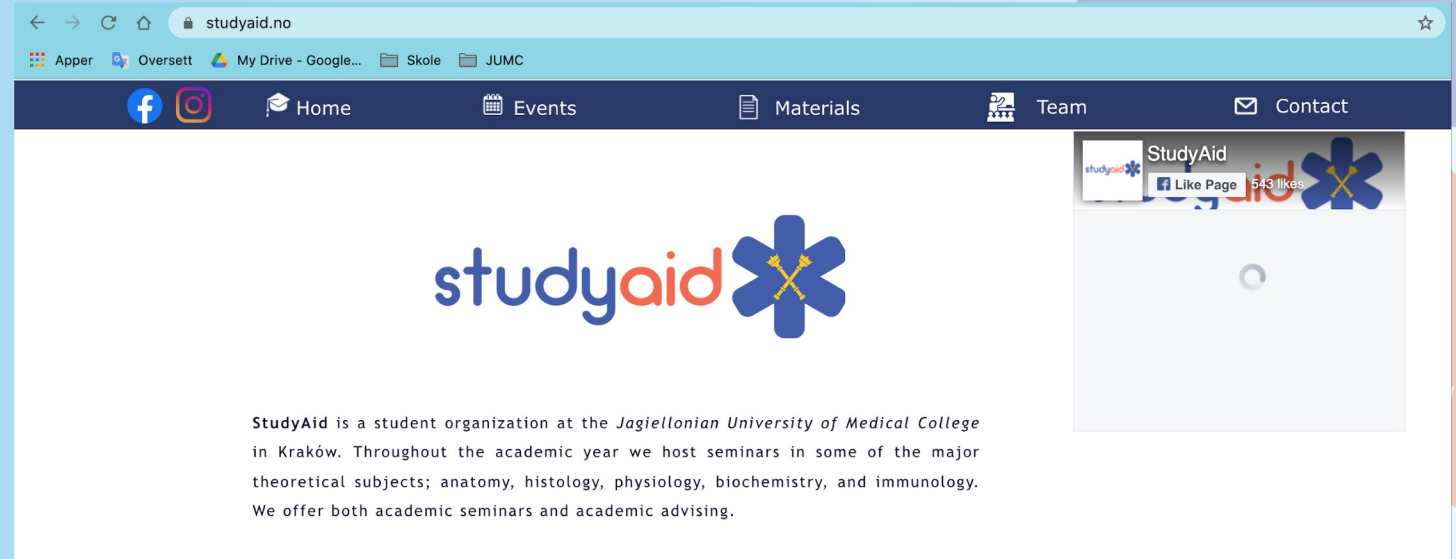 studyaid.no
Apper Oversett My Drive - Google... Skole JUMC
Home Events Materials Team Contact
studyaid StudyAid
Like Page 543 likes
studyaid
StudyAid is a student organization at the Jagiellonian University of Medical College
in Kraków. Throughout the academic year we host seminars in some of the major
theoretical subjects; anatomy, histology, physiology, biochemistry, and immunology.
We offer both academic seminars and academic advising.